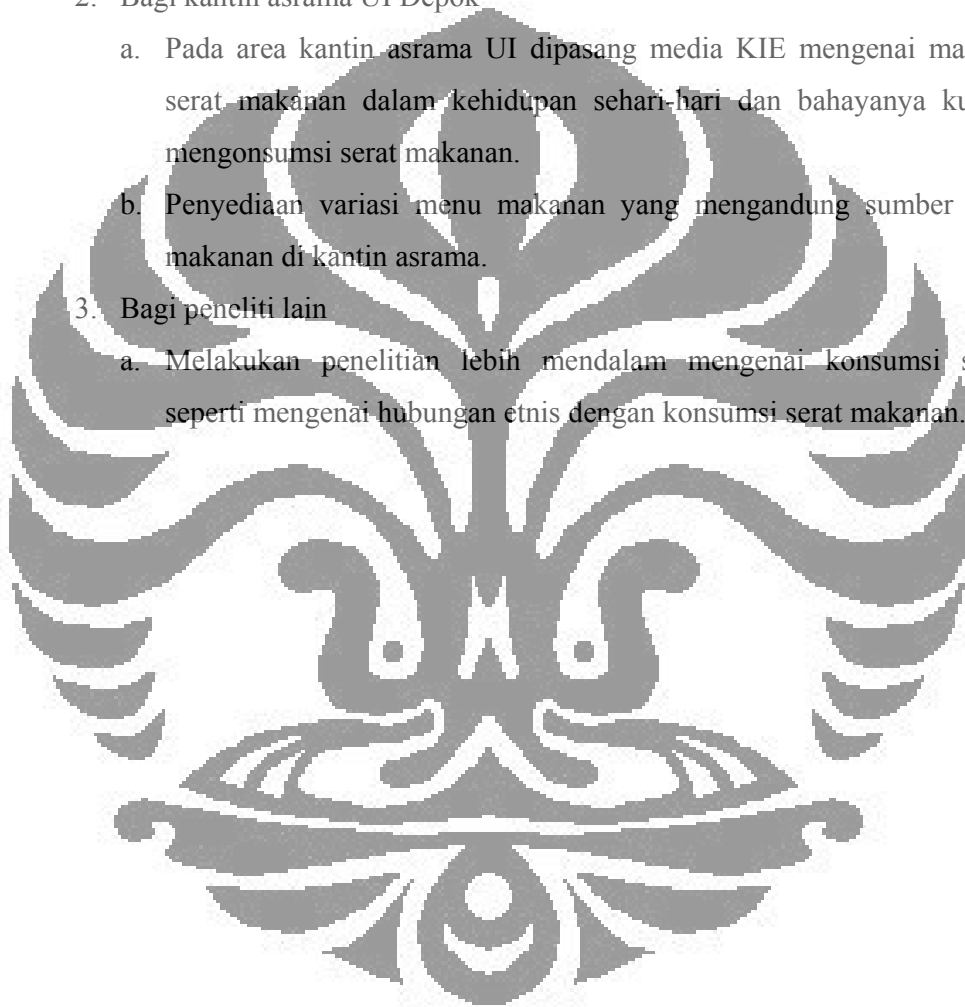 2. Bagi kantin asrama UI Depok
a. Pada area kantin asrama UI dipasang media KIE mengenai ma
serat makanan dalam kehidupan sehari-hari dan bahayanya ku
mengonsumsi serat makanan.
b. Penyediaan variasi menu makanan yang mengandung sumber
makanan di kantin asrama.
3. Bagi peneliti lain
a. Melakukan penelitian lebih mendalam mengenai konsumsi s
seperti mengenai hubungan etnis dengan konsumsi serat makanan.